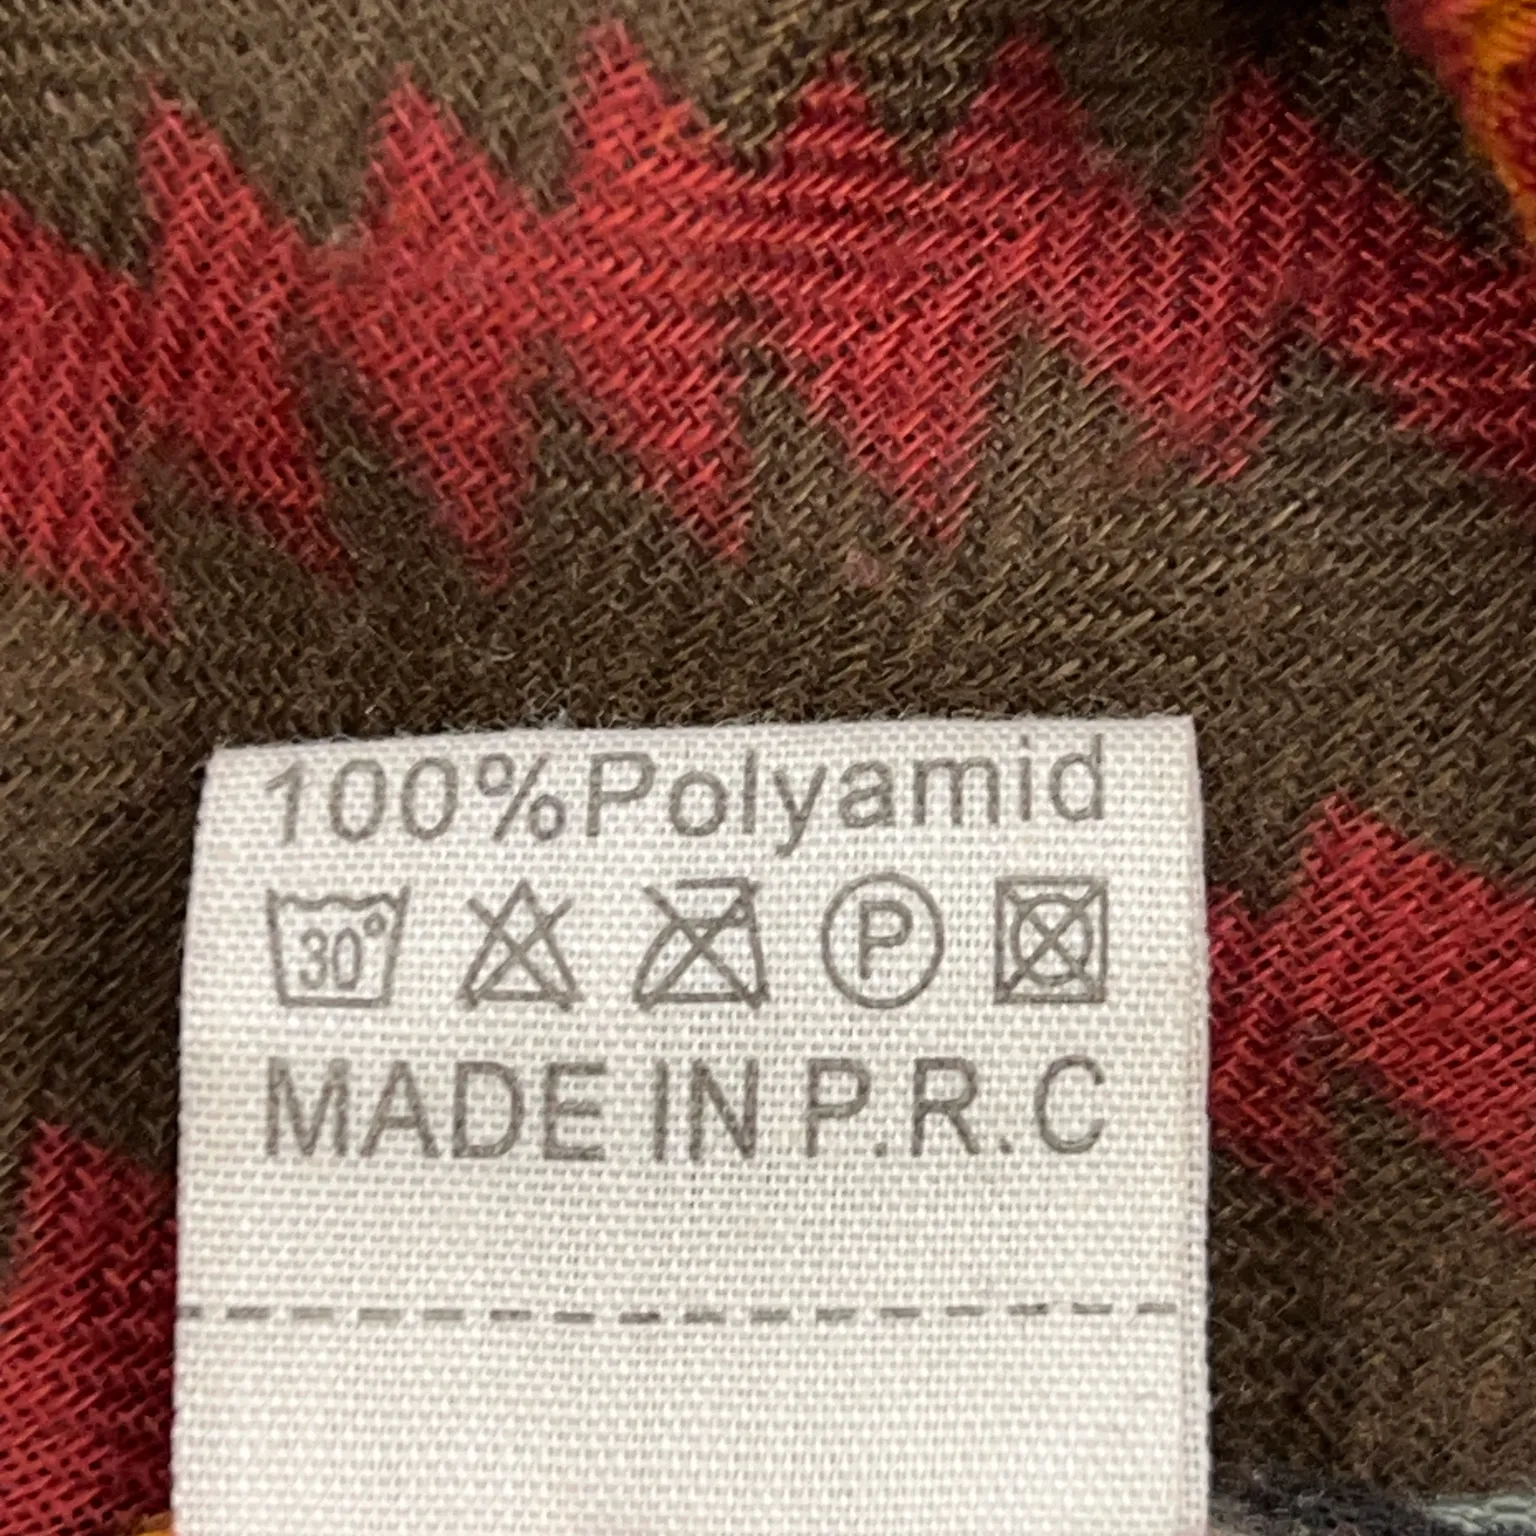 100%Polyamid
30°
P
MADE IN P.R.C